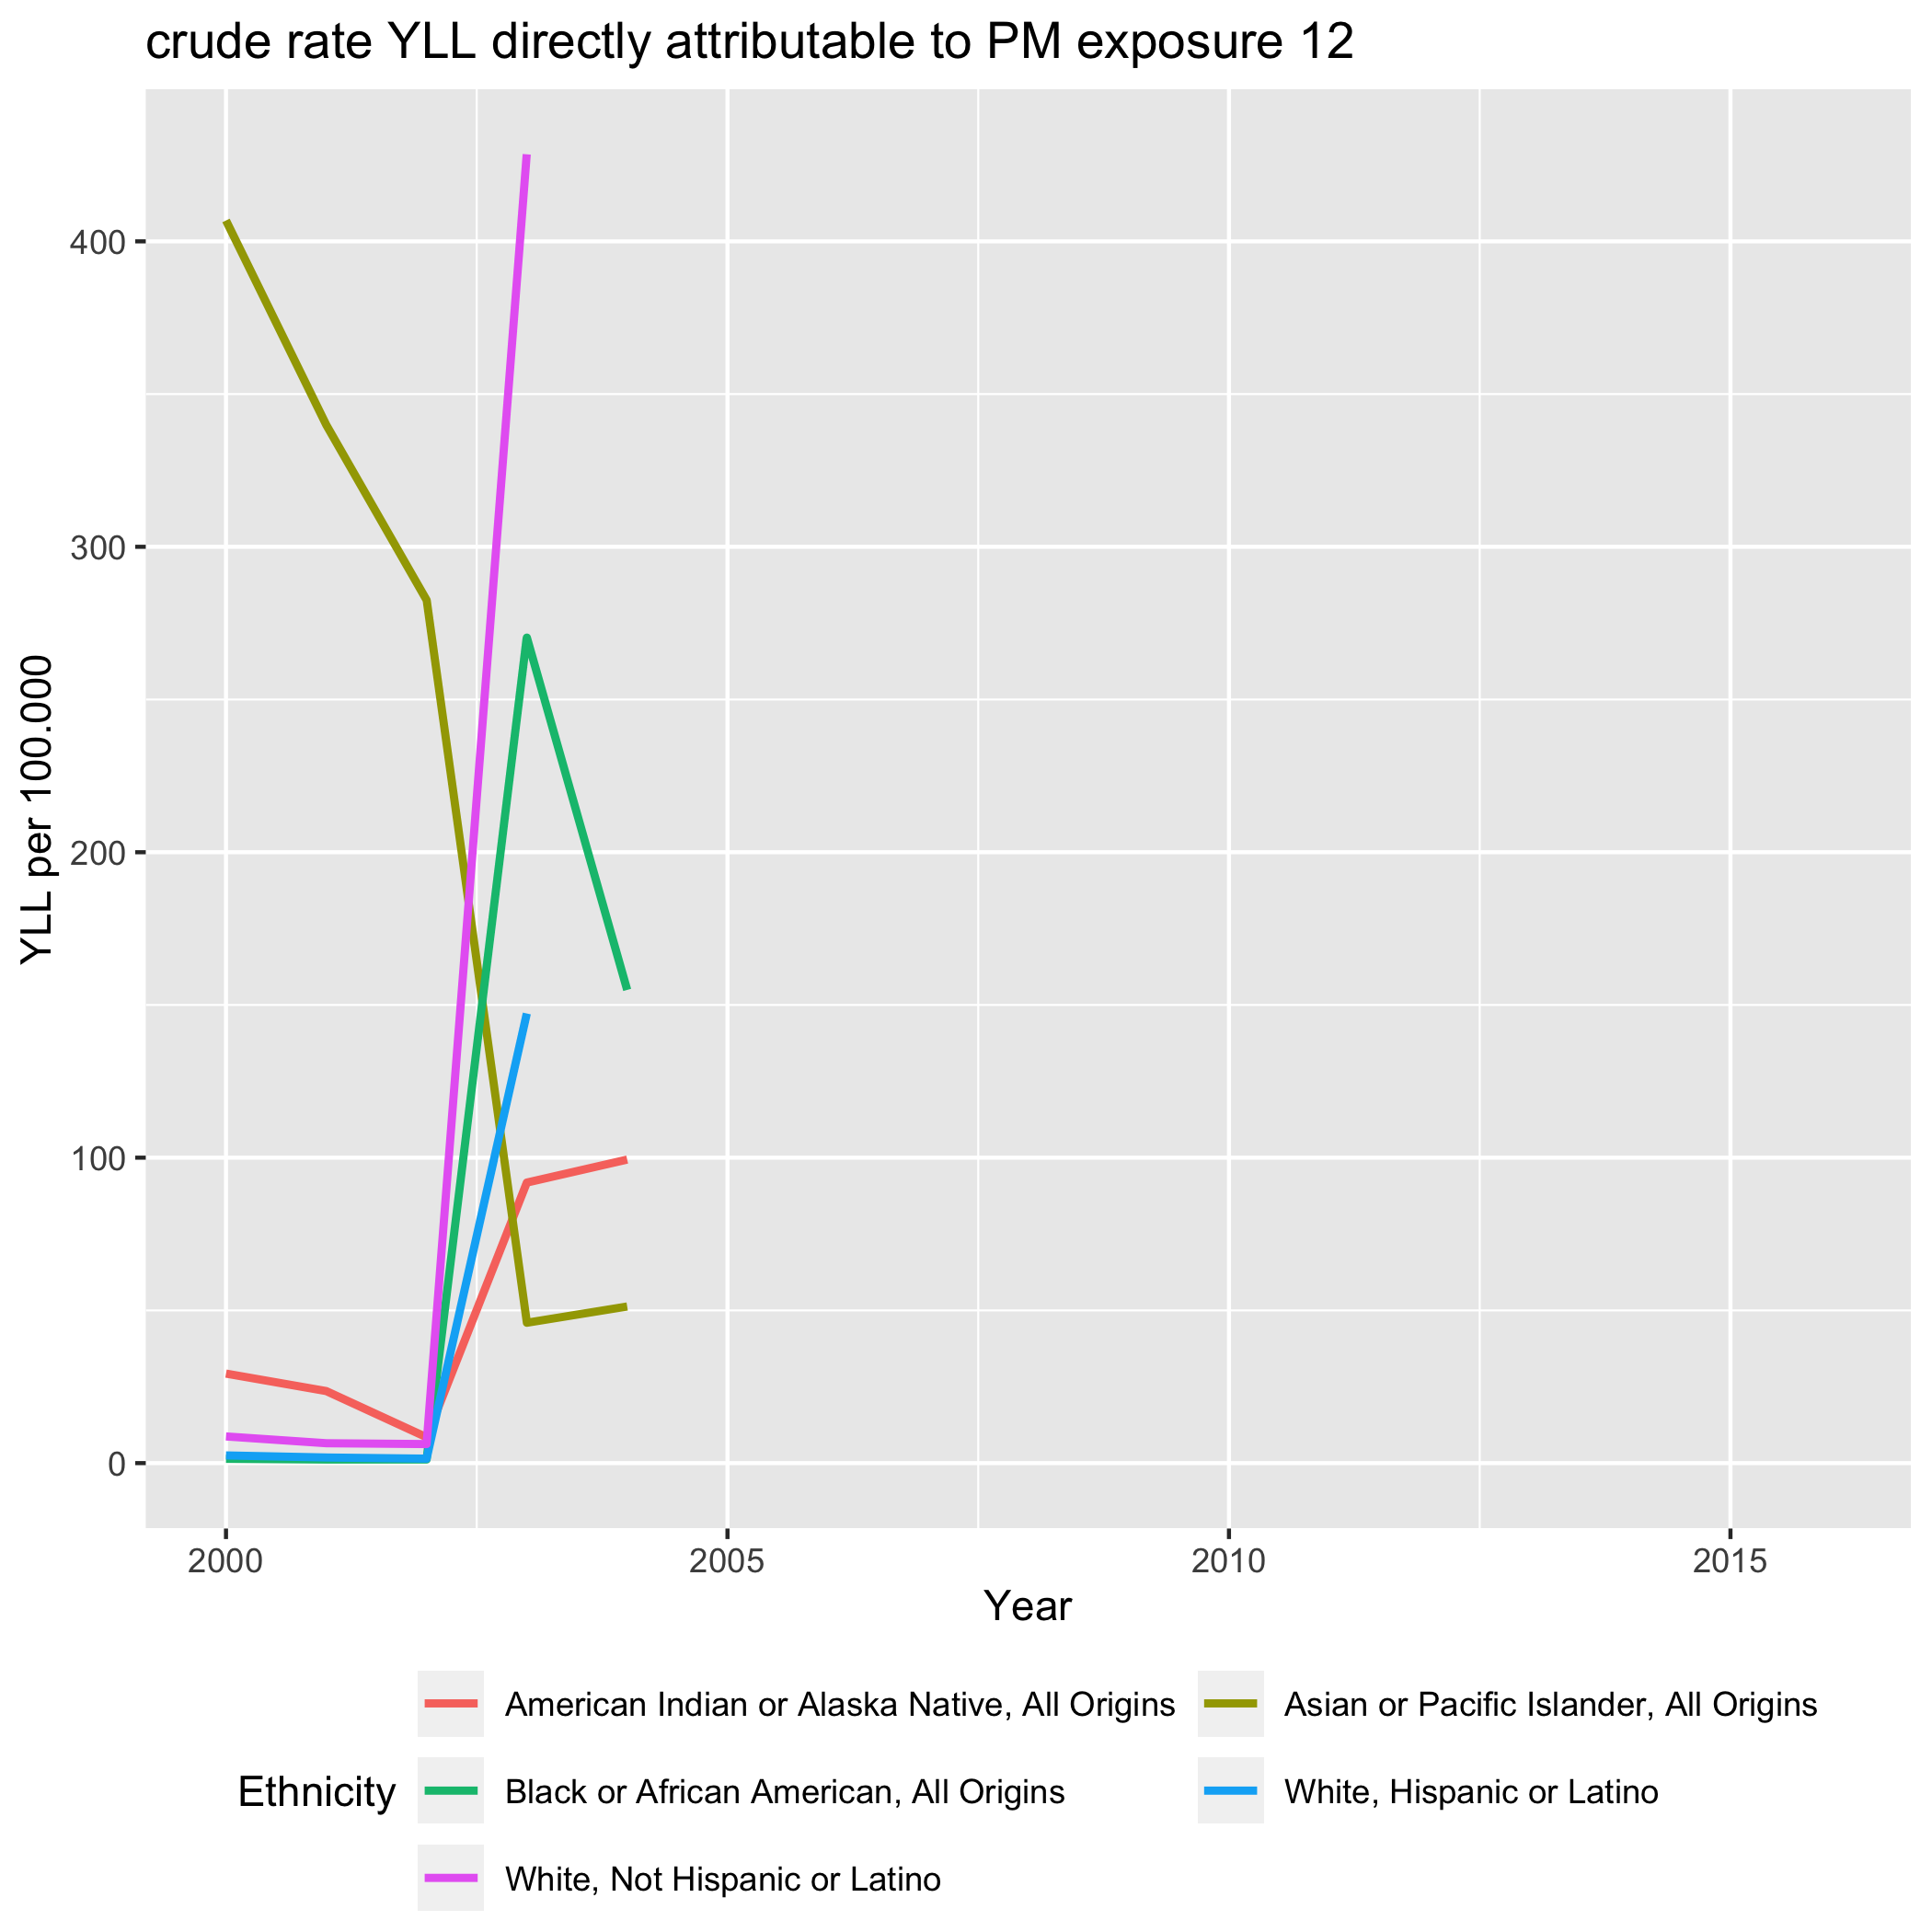 crude rate YLL directly attributable to PM exposure 12
YLL per 100.000
400
300
200
100
0
2000 2005 2010 2015
Year
Ethnicity
American Indian or Alaska Native, All Origins
Asian or Pacific Islander, All Origins
Black or African American, All Origins
White, Hispanic or Latino
White, Not Hispanic or Latino